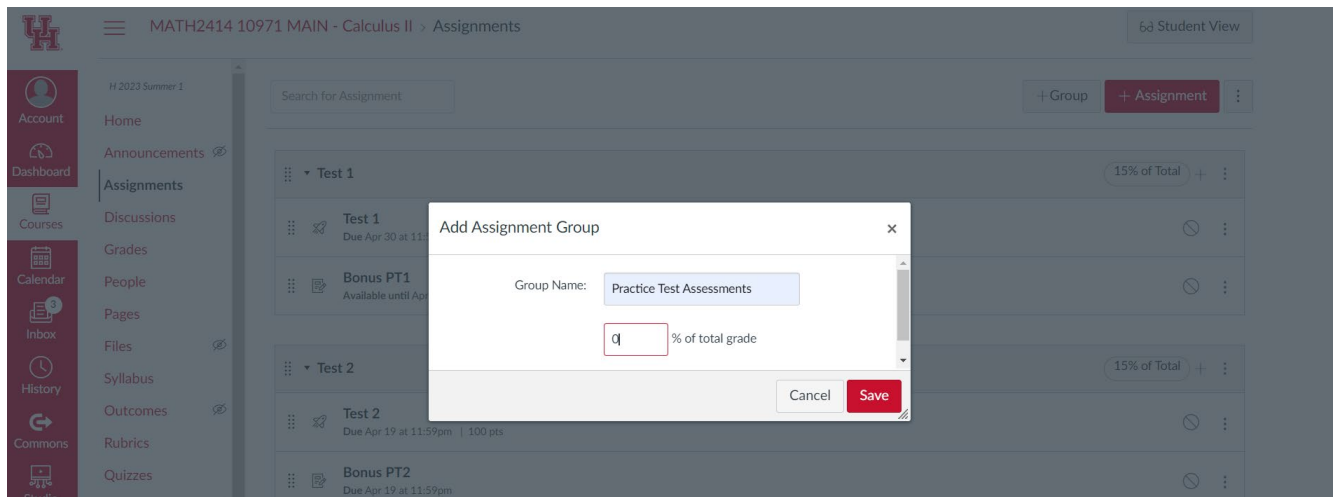 UH
MATH2414 10971 MAIN - Calculus II > Assignments
Student View
Account
Dashboard
Courses
Calendar
3
Inbox
History
Commons
H 2023 Summer 1
Home
Announcements
Assignments
Discussions
Grades
People
Pages
Files
Syllabus
Outcomes
Rubrics
Quizzes
Search for Assignment
+ Group
+ Assignment
Test 1
15% of Total +
Test 1
Due Apr 30 at
Bonus PT1
Available until
Add Assignment Group ×
Group Name: Practice Test Assessments
0 % of total grade
Cancel
Save
Test 2
15% of Total +
Test 2
Due Apr 19 at 11:59pm | 100 pts
Bonus PT2
Due Apr 19 at 11:59pm